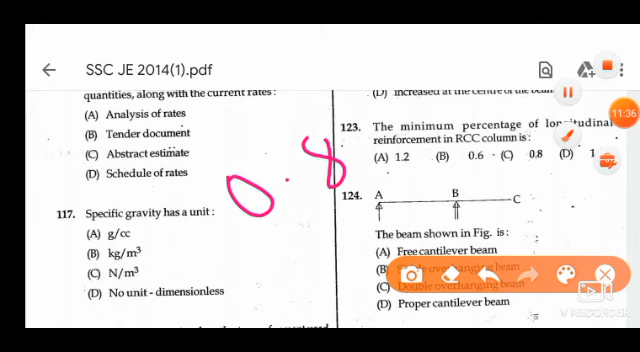 SSC JE 2014(1).pdf
11:36
quantities, along with the current rates :
(A) Analysis of rates
(B) Tender document
(C) Abstract estimate
(D) Schedule of rates
117. Specific gravity has a unit :
(A) g/cc
(B) kg/m³
(C) N/m³
(D) No unit - dimensionless
0.8
(D) Increased at the centre of the beam
123. The minimum percentage of longitudinal
reinforcement in RCC column is :
(A) 1.2 (B) 0.6 (C) 0.8 (D) 1
124. A B C
The beam shown in Fig. is :
(A) Free cantilever beam
(B) overhanging beam
(C) Double overhanging beam
(D) Proper cantilever beam
V RECORDER